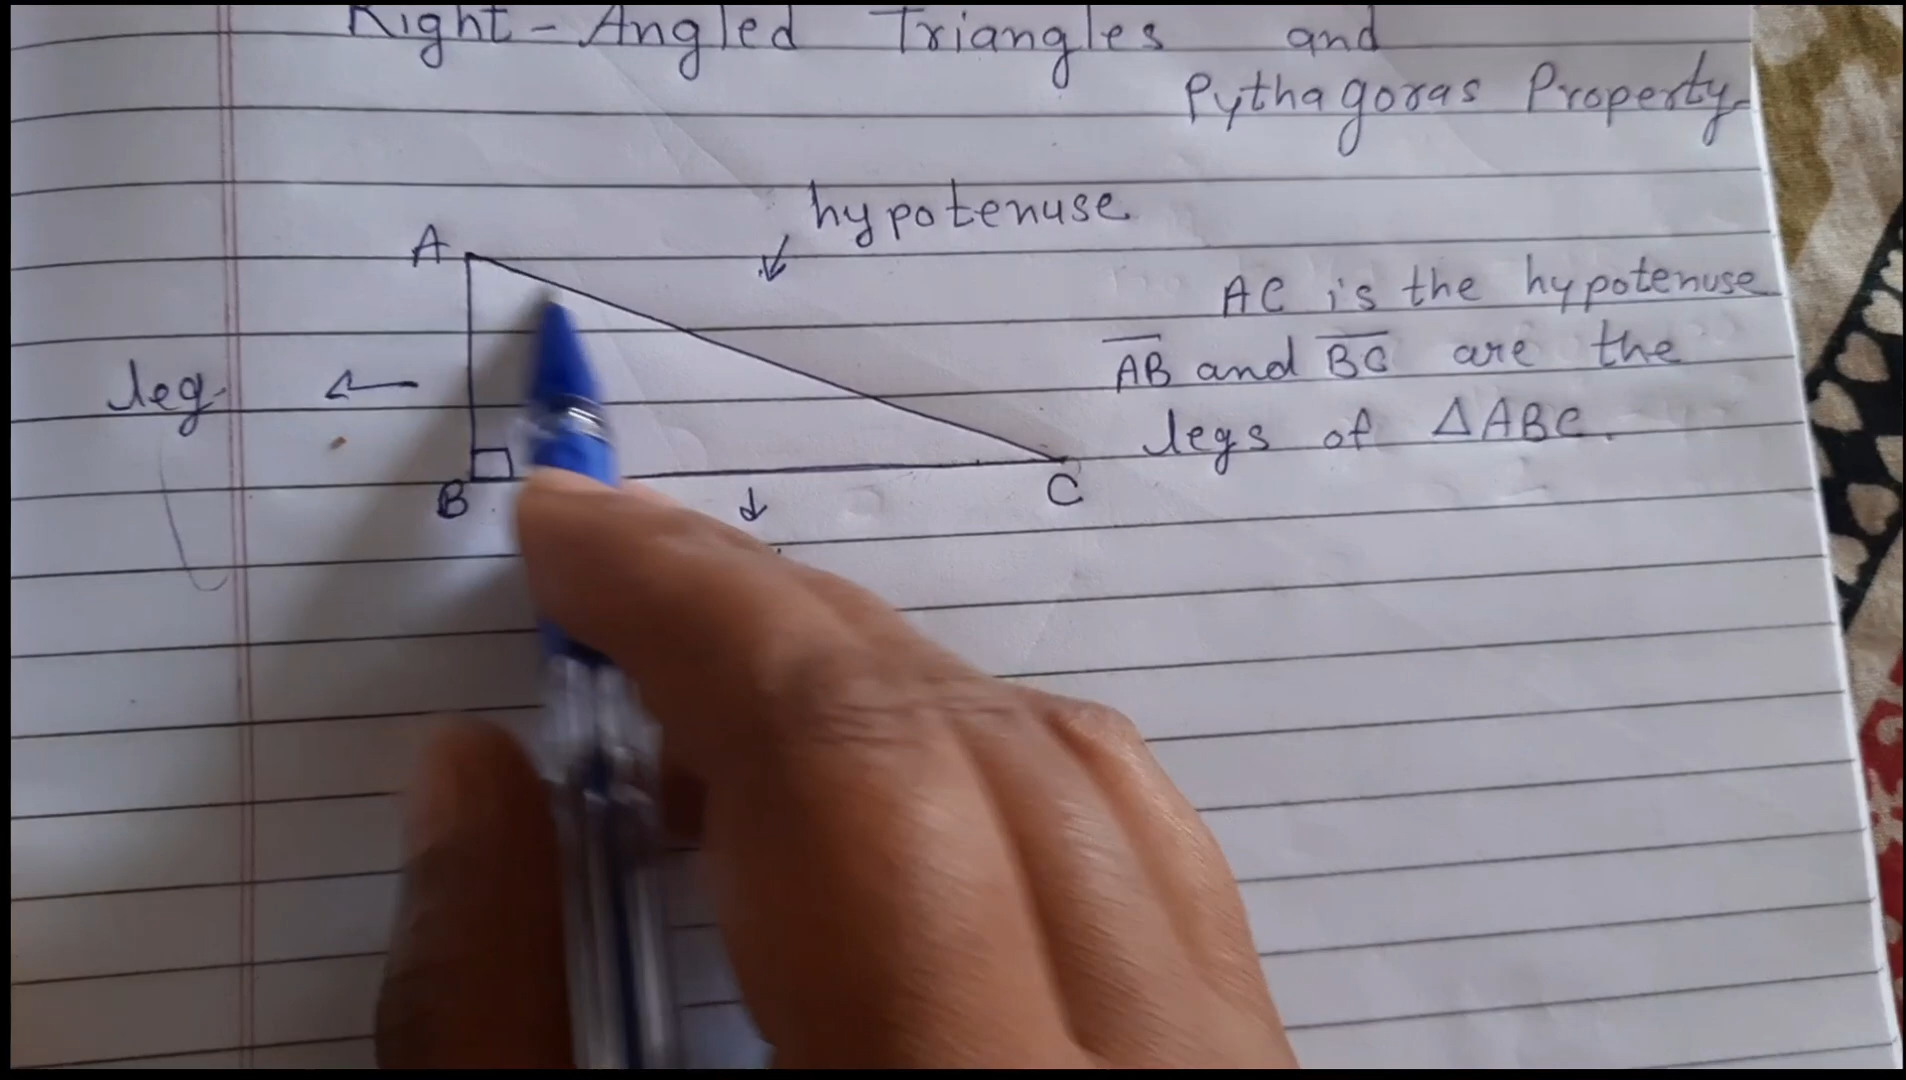 Right-Angled Triangles and
Pythagoras Property
hypotenuse
A
AC is the hypotenuse
AB and BC are the
leg
legs of ΔABC.
B
C